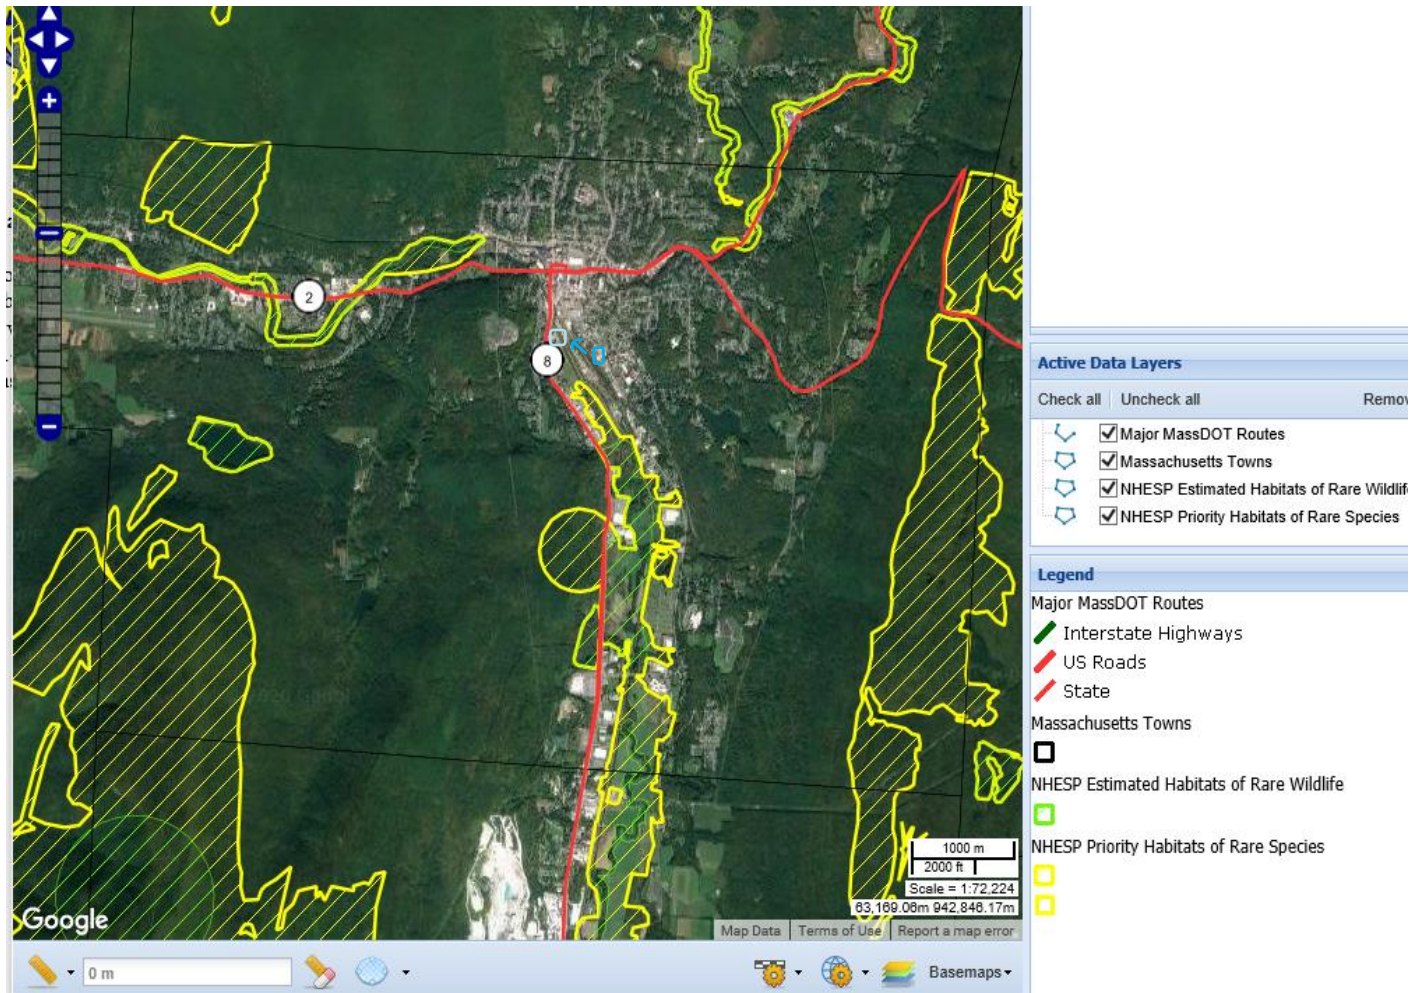 2
8
Google
1000 m
2000 ft
Scale = 1:72,224
63,169.06m 942,846.17m
Map Data
Terms of Use
Report a map error
0 m
Basemaps
Active Data Layers
Check all
Uncheck all
Remov
Major MassDOT Routes
Massachusetts Towns
NHESP Estimated Habitats of Rare Wildlife
NHESP Priority Habitats of Rare Species
Legend
Major MassDOT Routes
Interstate Highways
US Roads
State
Massachusetts Towns
NHESP Estimated Habitats of Rare Wildlife
NHESP Priority Habitats of Rare Species